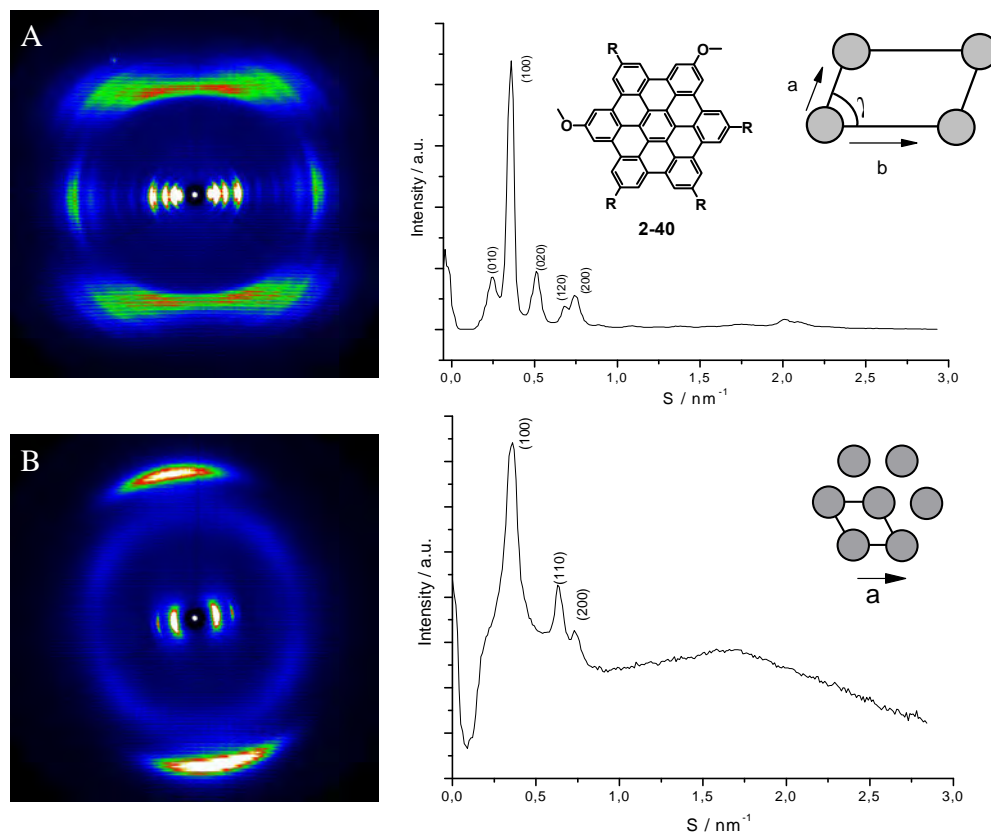 A
Intensity / a.u.
(010)
(100)
(020)
(120)
(200)
R
O
O
R
R
R
2-40
a
b
0,0 0,5 1,0 1,5 2,0 2,5 3,0
S / nm-1
B
Intensity / a.u.
(100)
(110)
(200)
a
0,0 0,5 1,0 1,5 2,0 2,5 3,0
S / nm-1